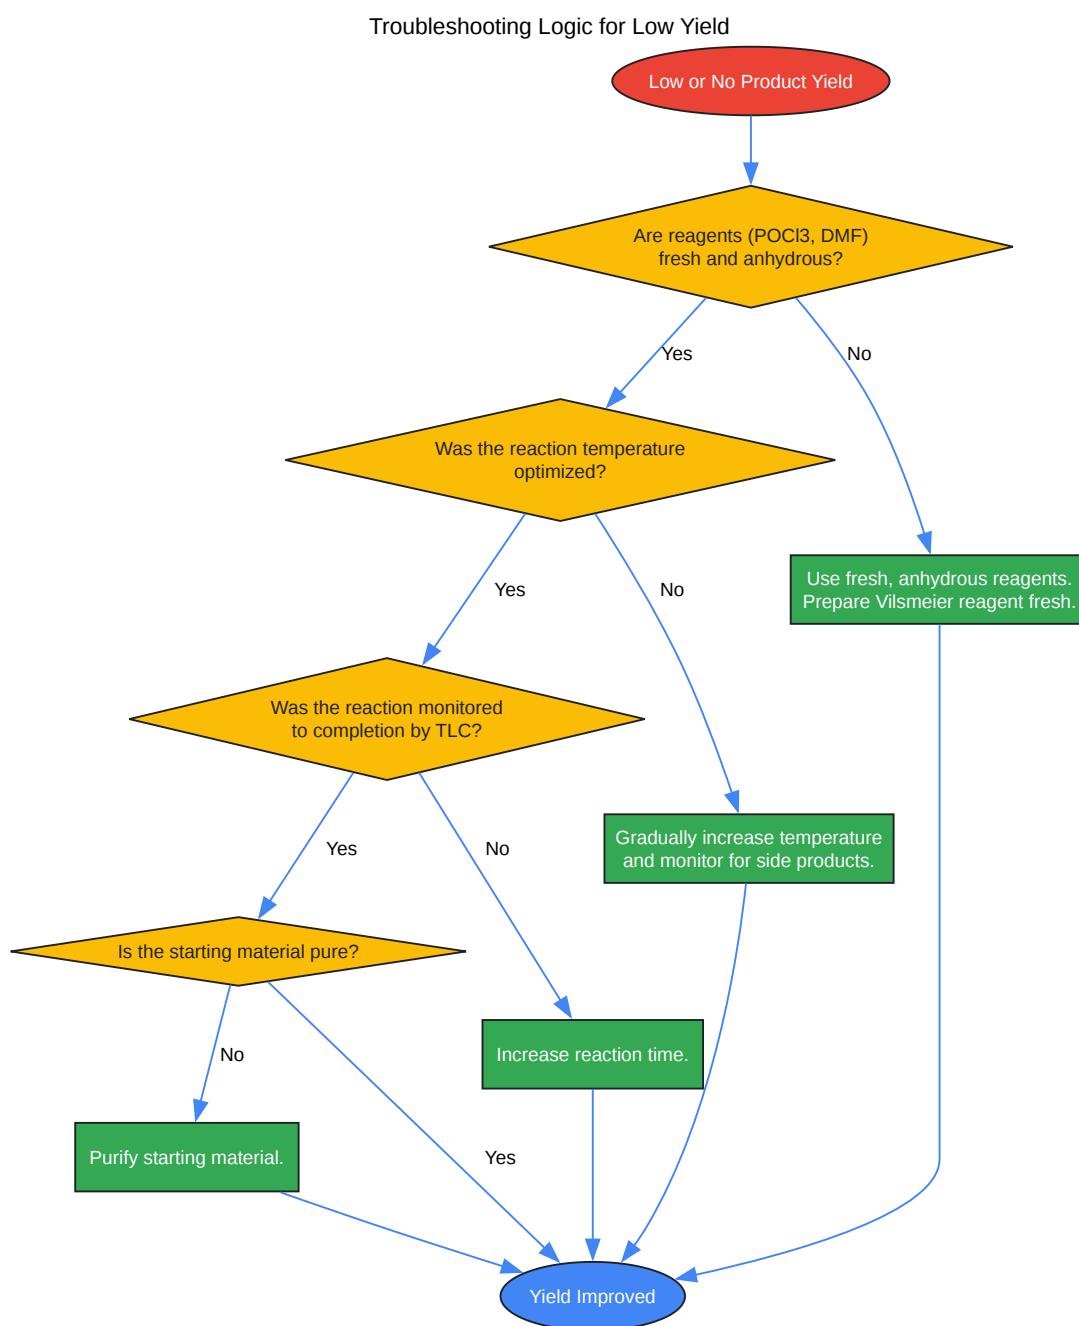 Troubleshooting Logic for Low Yield
Low or No Product Yield
Are reagents (POCl3, DMF)
fresh and anhydrous?
Yes
No
Was the reaction temperature
optimized?
Use fresh, anhydrous reagents.
Prepare Vilsmeier reagent fresh.
Yes
No
Was the reaction monitored
to completion by TLC?
Gradually increase temperature
and monitor for side products.
Yes
No
Is the starting material pure?
Increase reaction time.
No
Yes
Purify starting material.
Yield Improved